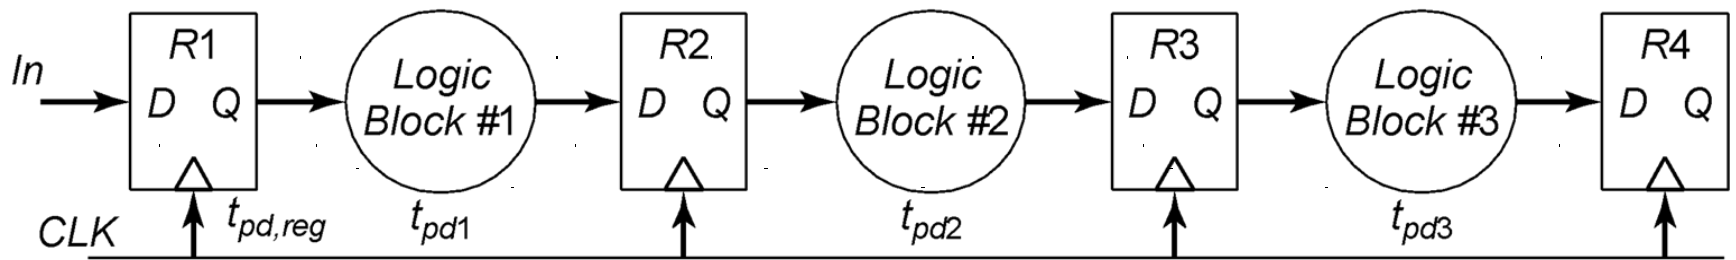 In
R1
D Q
Logic
Block #1
R2
D Q
Logic
Block #2
R3
D Q
Logic
Block #3
R4
D Q
CLK
tpd,reg
tpd1
tpd2
tpd3